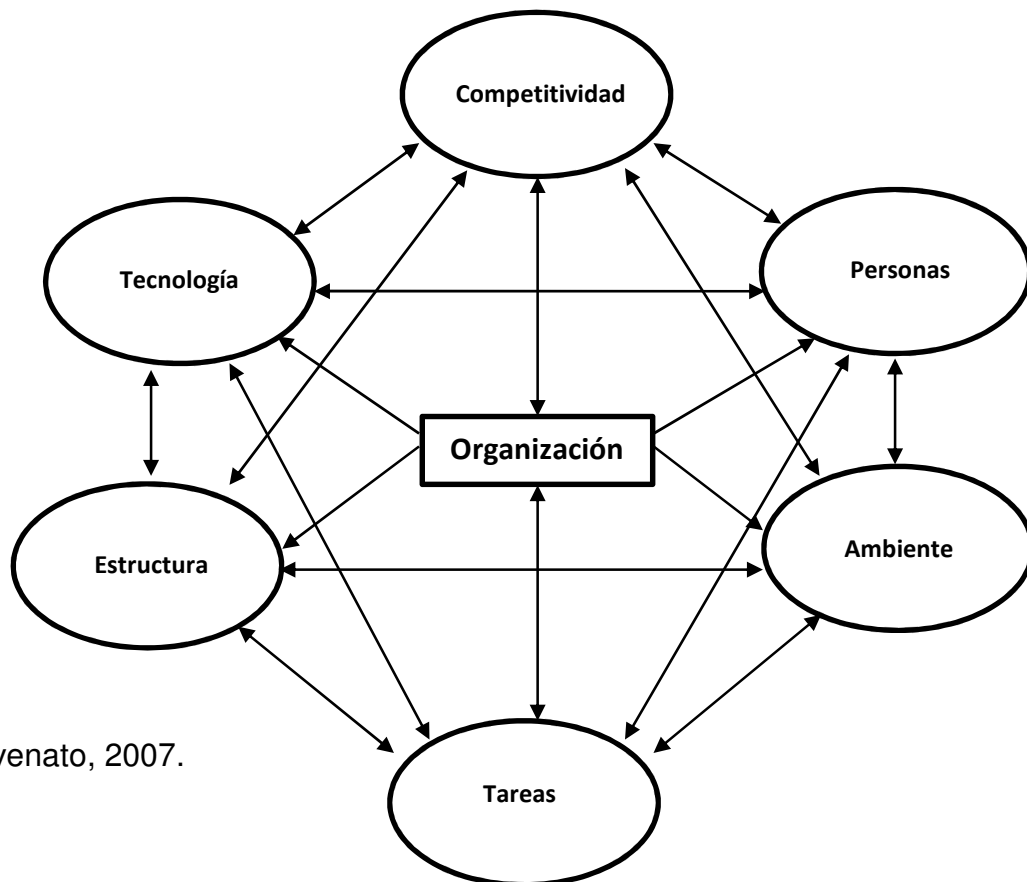 Competitividad
Tecnología
Personas
Organización
Estructura
Ambiente
venato, 2007.
Tareas